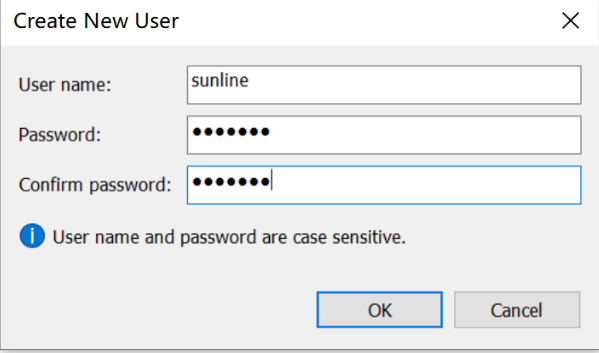 Create New User
User name: sunline
Password: •••••••
Confirm password: •••••••
User name and password are case sensitive.
OK Cancel